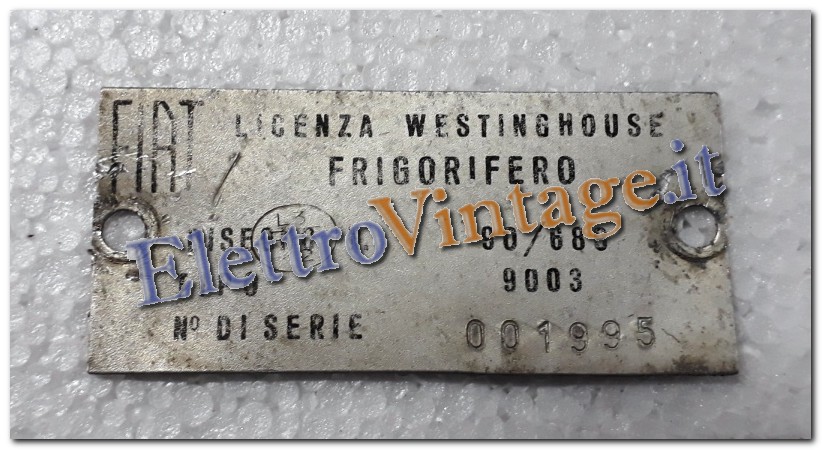 FIAT LICENZA WESTINGHOUSE
FRIGORIFERO
9003
Nº DI SERIE 001995
ElettroVintage.it